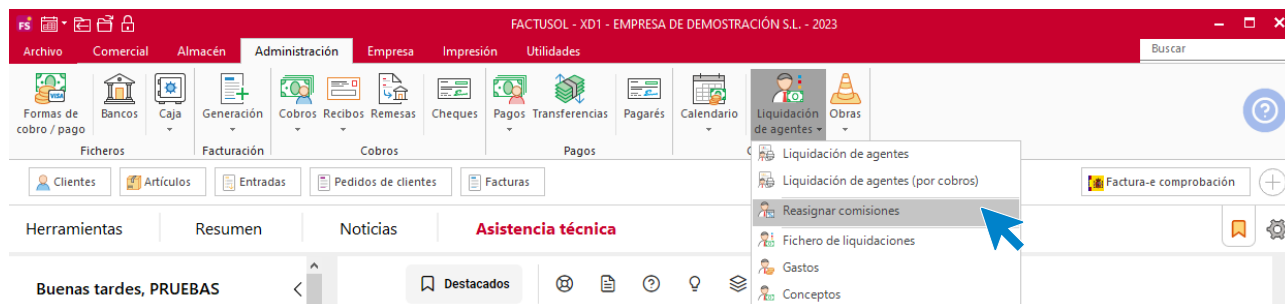 FS FACTUSOL - XD1 - EMPRESA DE DEMOSTRACIÓN S.L. - 2023
Archivo Comercial Almacén Administración Empresa Impresión Utilidades Buscar
Formas de cobro / pago Bancos Caja Generación Cobros Recibos Remesas Cheques Pagos Transferencias Pagarés Calendario Liquidación de agentes Obras
Ficheros Facturación Cobros Pagos
Clientes Artículos Entradas Pedidos de clientes Facturas Factura-e comprobación
Liquidación de agentes
Liquidación de agentes (por cobros)
Reasignar comisiones
Fichero de liquidaciones
Gastos
Conceptos
Herramientas Resumen Noticias Asistencia técnica
Buenas tardes, PRUEBAS Destacados